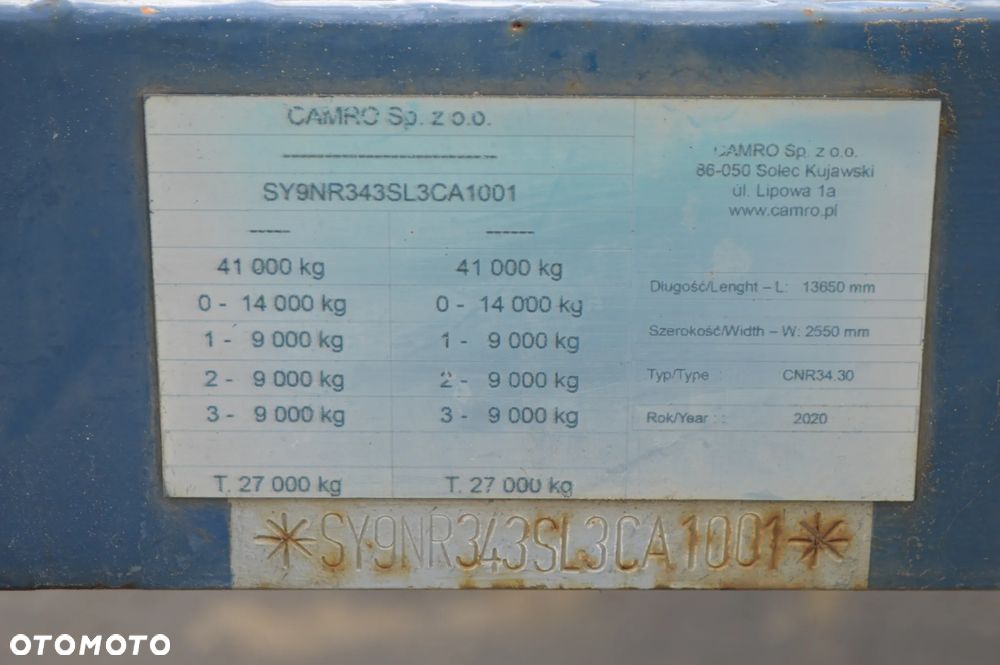 CAMRO Sp. z o.o.
-------------------------------
SY9NR343SL3CA1001
----- ------
41 000 kg 41 000 kg
0 - 14 000 kg 0 - 14 000 kg
1 - 9 000 kg 1 - 9 000 kg
2 - 9 000 kg 2 - 9 000 kg
3 - 9 000 kg 3 - 9 000 kg
T. 27 000 kg T. 27 000 kg
CAMRO Sp. z o.o.
86-050 Solec Kujawski
ul. Lipowa 1a
www.camro.pl
Długość/Lenght – L: 13650 mm
Szerokość/Width – W: 2550 mm
Typ/Type : CNR34.30
Rok/Year : : 2020
*SY9NR343SL3CA1001*
OTOMOTO